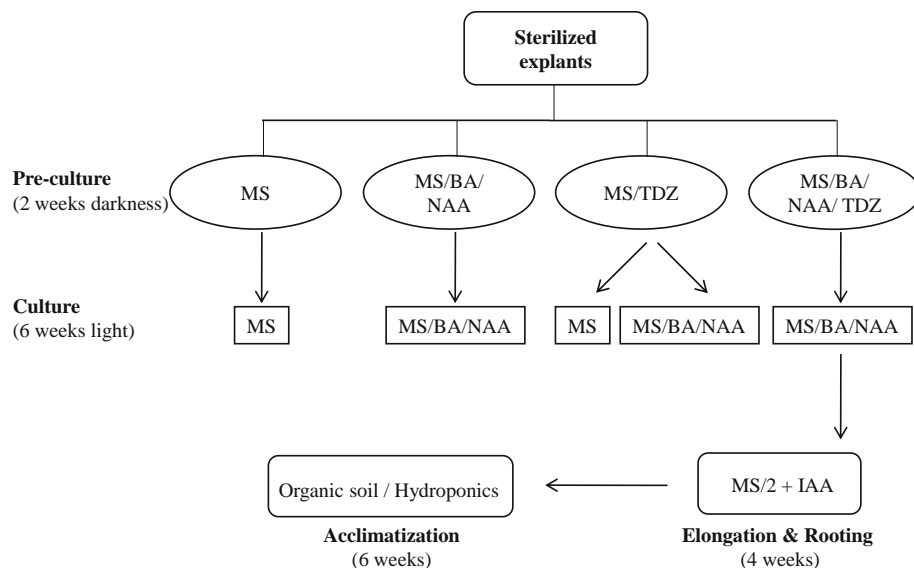 Sterilized
explants
Pre-culture
(2 weeks darkness)
MS
MS/BA/
NAA
MS/TDZ
MS/BA/
NAA/ TDZ
Culture
(6 weeks light)
MS
MS/BA/NAA
MS
MS/BA/NAA
MS/BA/NAA
Organic soil / Hydroponics
MS/2 + IAA
Acclimatization
(6 weeks)
Elongation & Rooting
(4 weeks)